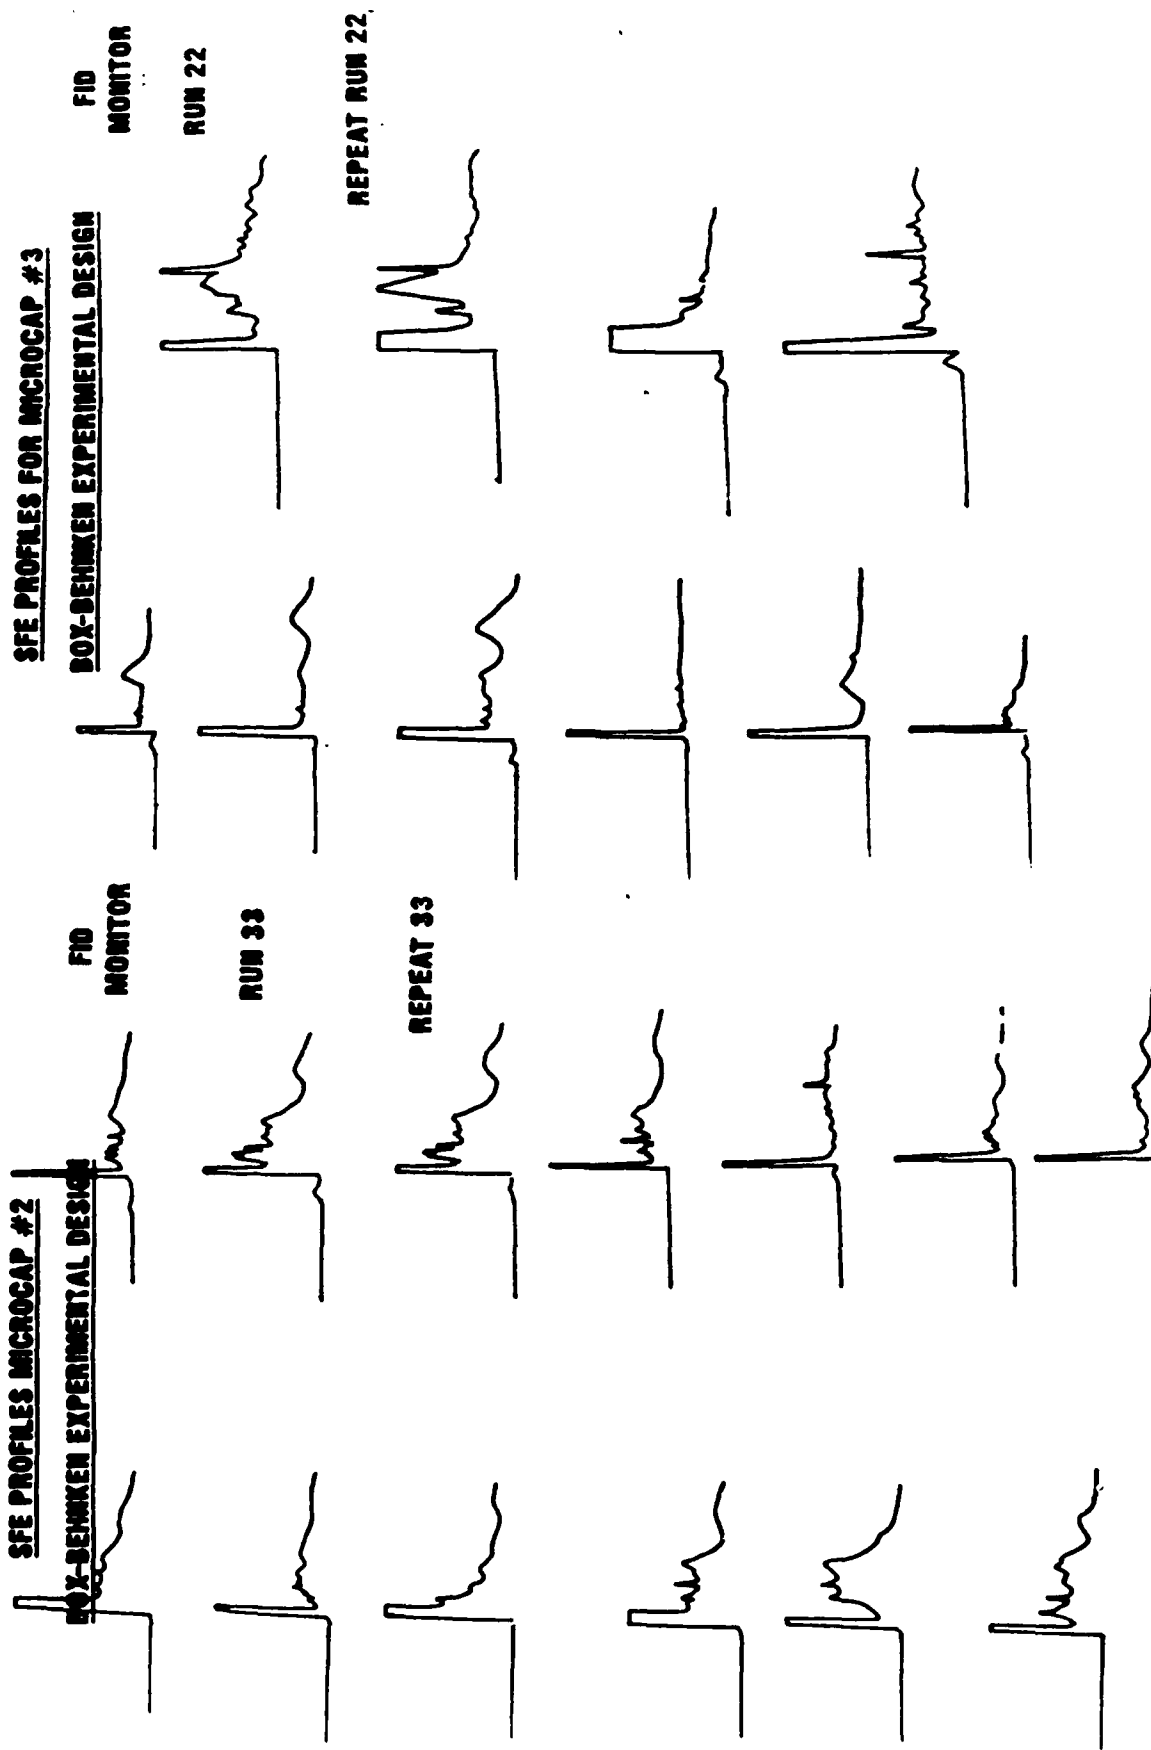 SFE PROFILES MICROCAP #2
BOX-BEHNKEN EXPERIMENTAL DESIGN
FID
MONITOR
RUN 33
REPEAT 33
SFE PROFILES FOR MICROCAP #3
BOX-BEHNKEN EXPERIMENTAL DESIGN
FID
MONITOR
RUN 22
REPEAT RUN 22